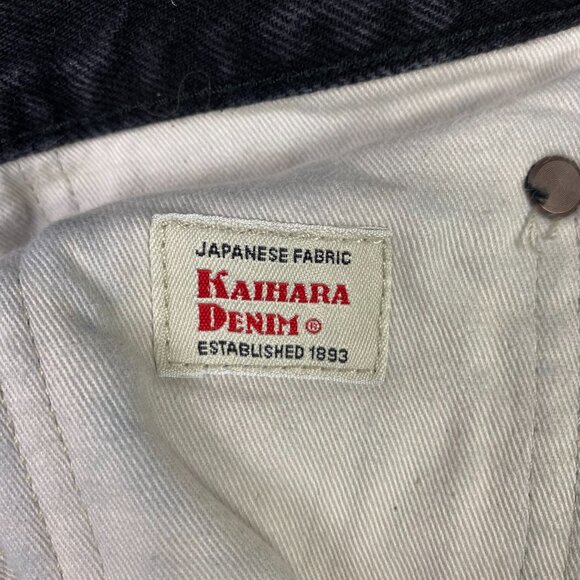 JAPANESE FABRIC
KAIHARA
DENIM ®
ESTABLISHED 1893